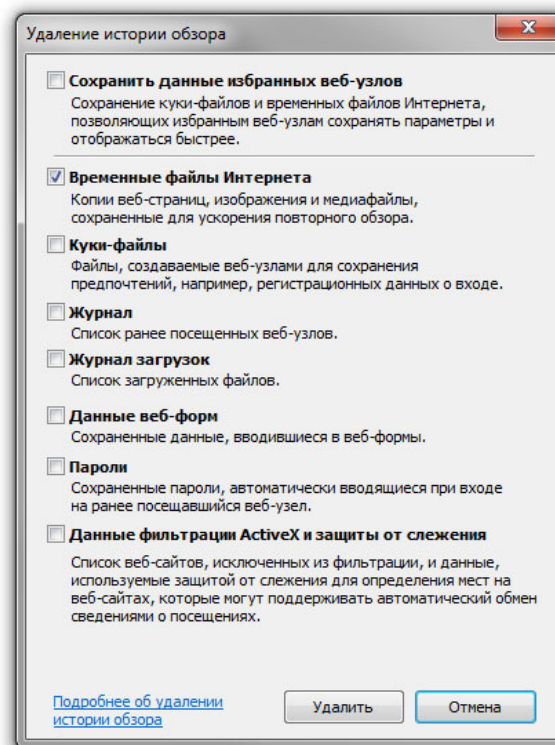 Удаление истории обзора
Сохранить данные избранных веб-узлов
Сохранение куки-файлов и временных файлов Интернета,
позволяющих избранным веб-узлам сохранять параметры и
отображаться быстрее.
Временные файлы Интернета
Копии веб-страниц, изображения и медиафайлы,
сохраненные для ускорения повторного обзора.
Куки-файлы
Файлы, создаваемые веб-узлами для сохранения
предпочтений, например, регистрационных данных о входе.
Журнал
Список ранее посещенных веб-узлов.
Журнал загрузок
Список загруженных файлов.
Данные веб-форм
Сохраненные данные, вводившиеся в веб-формы.
Пароли
Сохраненные пароли, автоматически вводящиеся при входе
на ранее посещавшийся веб-узел.
Данные фильтрации ActiveX и защиты от слежения
Список веб-сайтов, исключенных из фильтрации, и данные,
используемые защитой от слежения для определения мест на
веб-сайтах, которые могут поддерживать автоматический обмен
сведениями о посещениях.
Подробнее об удалении
истории обзора
Удалить
Отмена